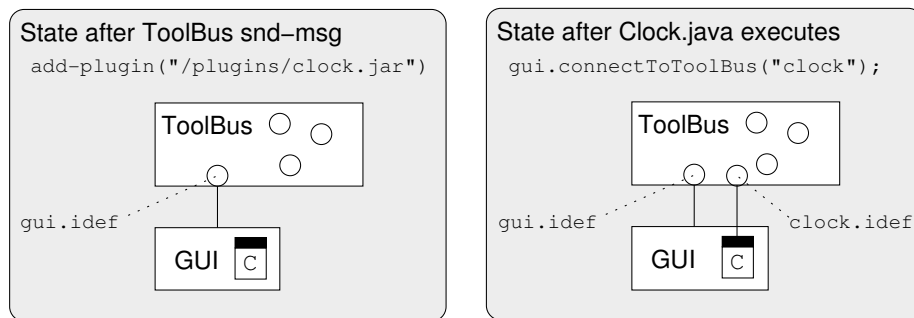 State after ToolBus snd−msg
add-plugin("/plugins/clock.jar")
ToolBus
gui.idef
GUI
C
State after Clock.java executes
gui.connectToToolBus("clock");
ToolBus
gui.idef
clock.idef
GUI
C